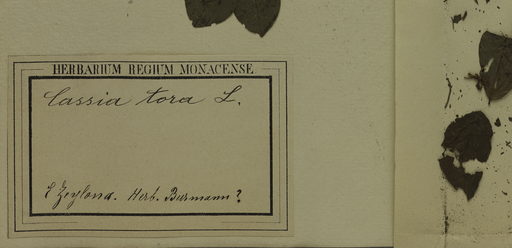 HERBARIUM REGIUM MONACENSE.
Cassia tora L.
E Zeylona. Herb. Burmann?